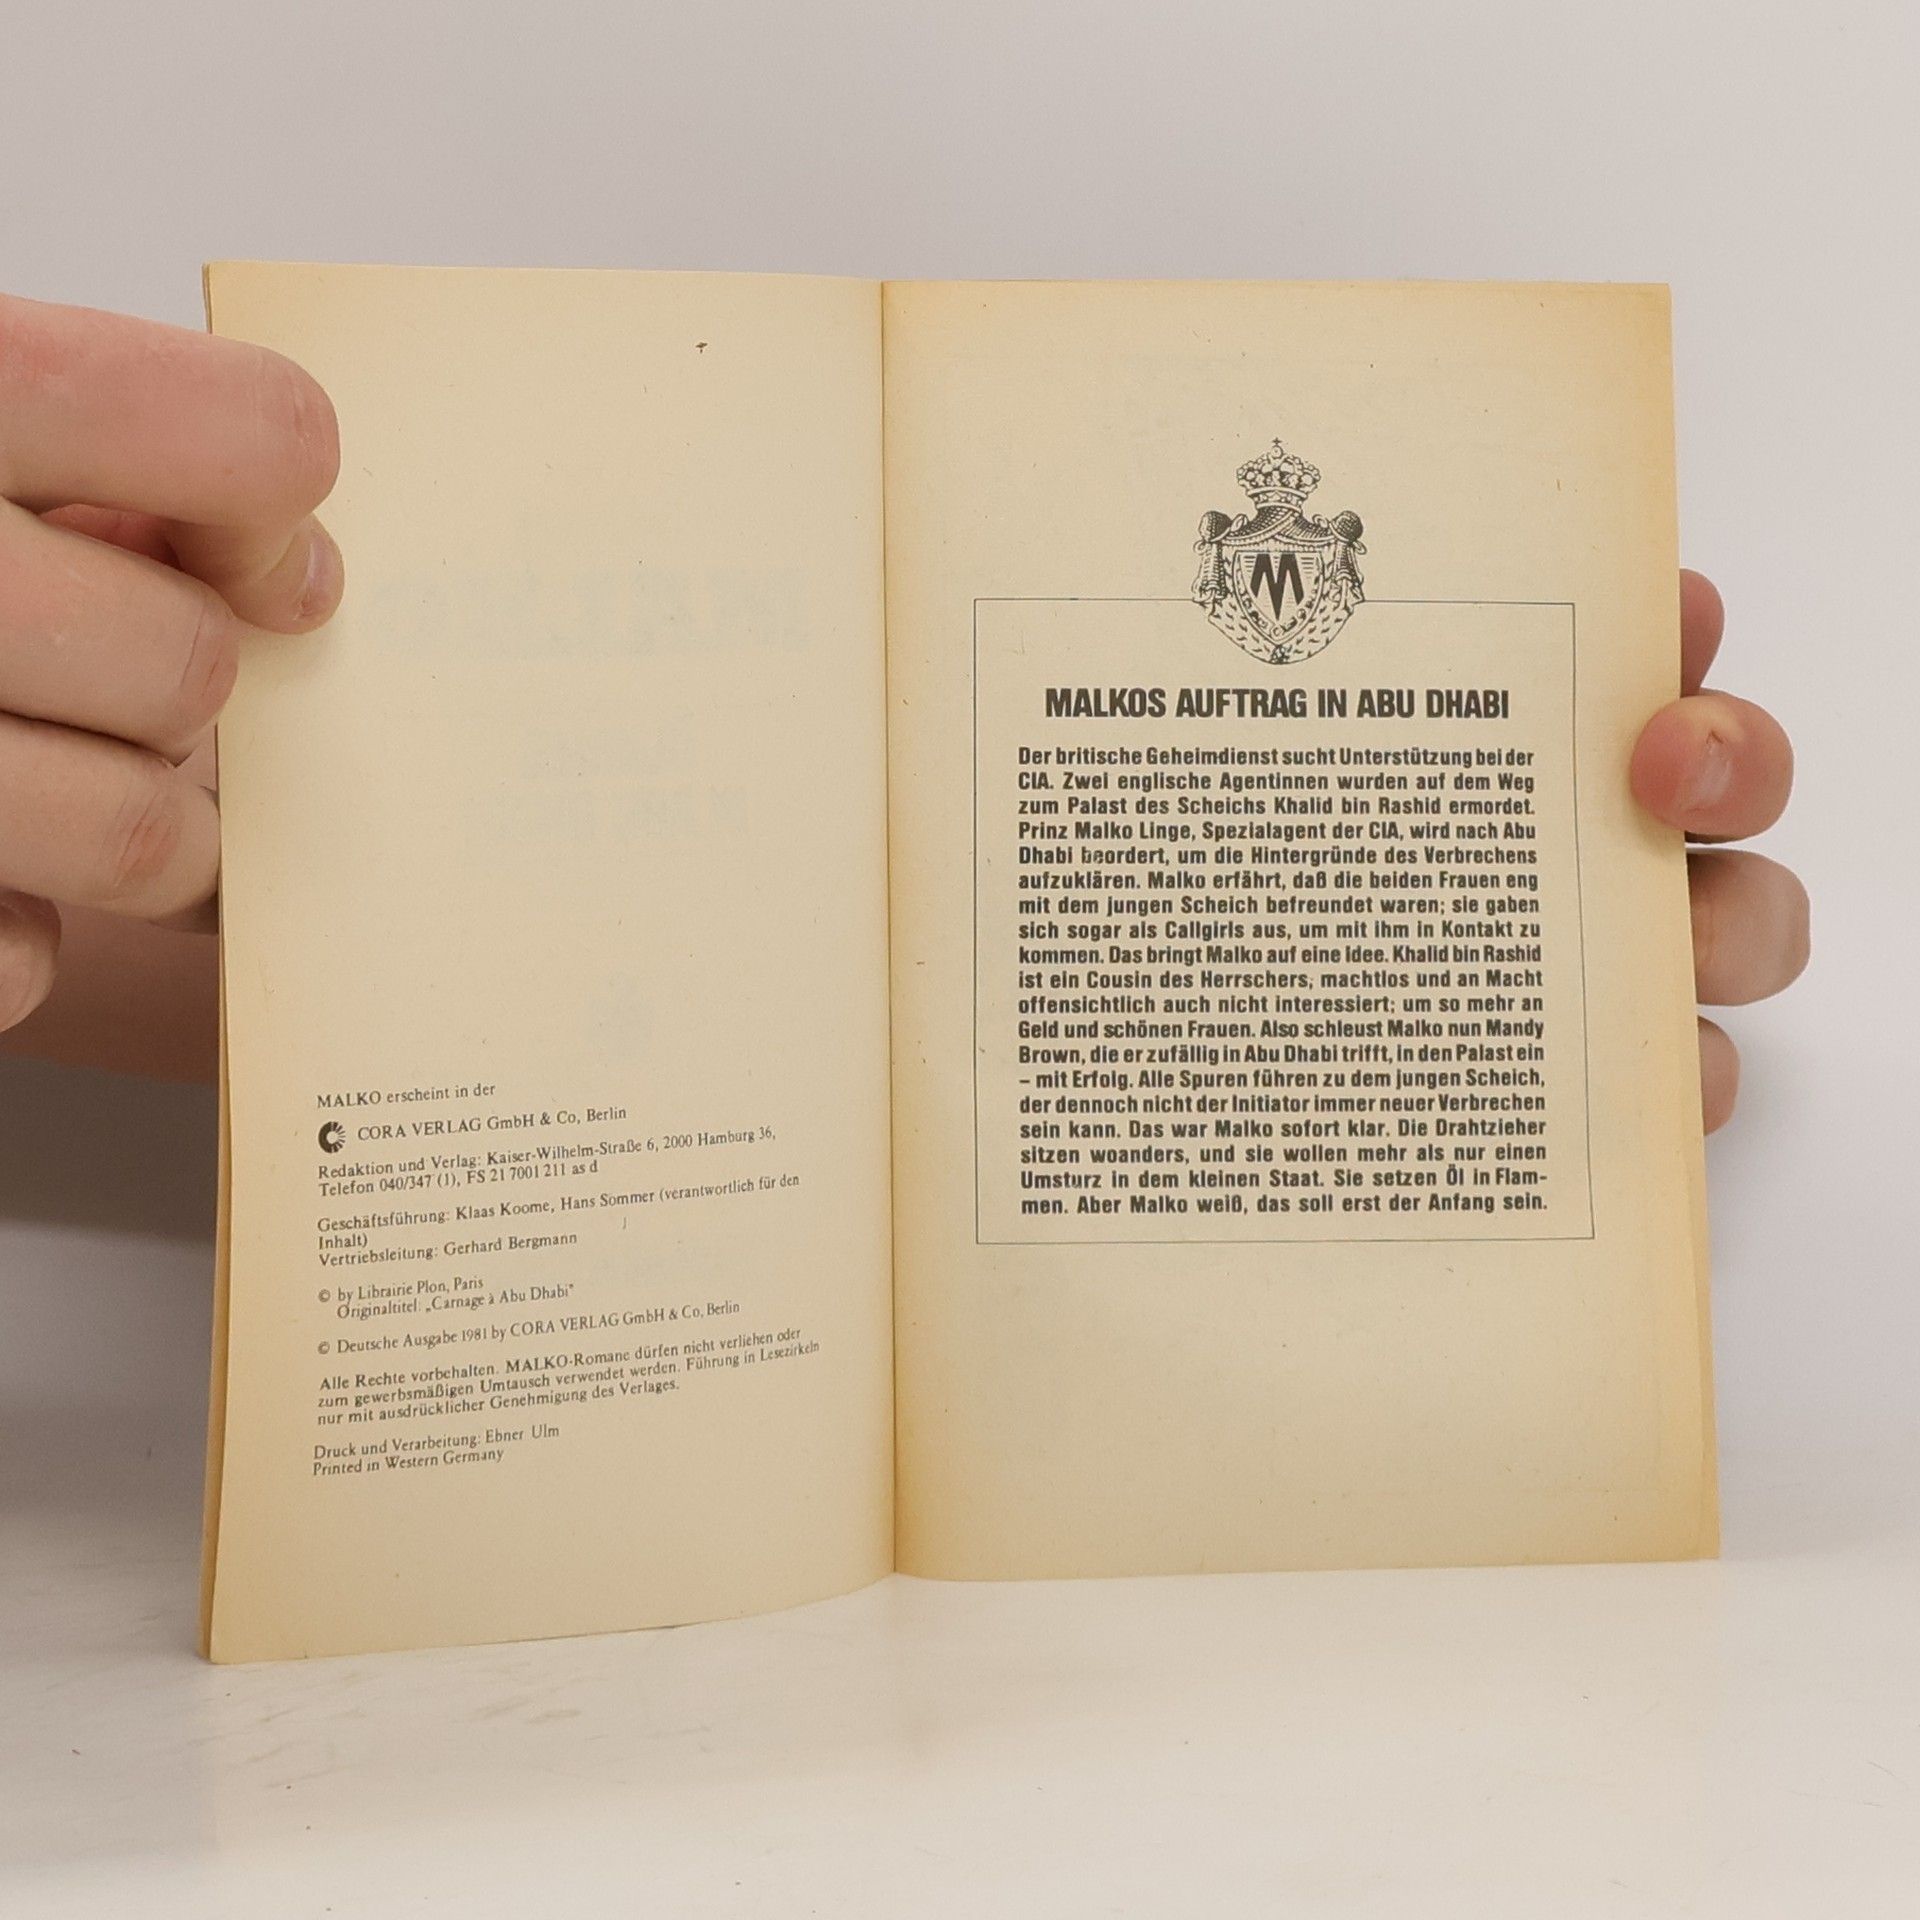 MALKO erscheint in der
CORA VERLAG GmbH & Co, Berlin
Redaktion und Verlag: Kaiser-Wilhelm-Straße 6, 2000 Hamburg 36,
Telefon 040/347 (1), FS 21 7001 211 as d
Geschäftsführung: Klaas Koome, Hans Sommer (verantwortlich für den
Inhalt)
Vertriebsleitung: Gerhard Bergmann
© by Librairie Plon, Paris
Originaltitel: „Carnage à Abu Dhabi"
© Deutsche Ausgabe 1981 by CORA VERLAG GmbH & Co, Berlin
Alle Rechte vorbehalten. MALKO-Romane dürfen nicht verliehen oder
zum gewerbsmäßigen Umtausch verwendet werden. Führung in Lesezirkeln
nur mit ausdrücklicher Genehmigung des Verlages.
Druck und Verarbeitung: Ebner Ulm
Printed in Western Germany
M
MALKOS AUFTRAG IN ABU DHABI
Der britische Geheimdienst sucht Unterstützung bei der
CIA. Zwei englische Agentinnen wurden auf dem Weg
zum Palast des Scheichs Khalid bin Rashid ermordet.
Prinz Malko Linge, Spezialagent der CIA, wird nach Abu
Dhabi beordert, um die Hintergründe des Verbrechens
aufzuklären. Malko erfährt, daß die beiden Frauen eng
mit dem jungen Scheich befreundet waren; sie gaben
sich sogar als Callgirls aus, um mit ihm in Kontakt zu
kommen. Das bringt Malko auf eine Idee. Khalid bin Rashid
ist ein Cousin des Herrschers, machtlos und an Macht
offensichtlich auch nicht interessiert; um so mehr an
Geld und schönen Frauen. Also schleust Malko nun Mandy
Brown, die er zufällig in Abu Dhabi trifft, in den Palast ein
– mit Erfolg. Alle Spuren führen zu dem jungen Scheich,
der dennoch nicht der Initiator immer neuer Verbrechen
sein kann. Das war Malko sofort klar. Die Drahtzieher
sitzen woanders, und sie wollen mehr als nur einen
Umsturz in dem kleinen Staat. Sie setzen Öl in Flam-
men. Aber Malko weiß, das soll erst der Anfang sein.